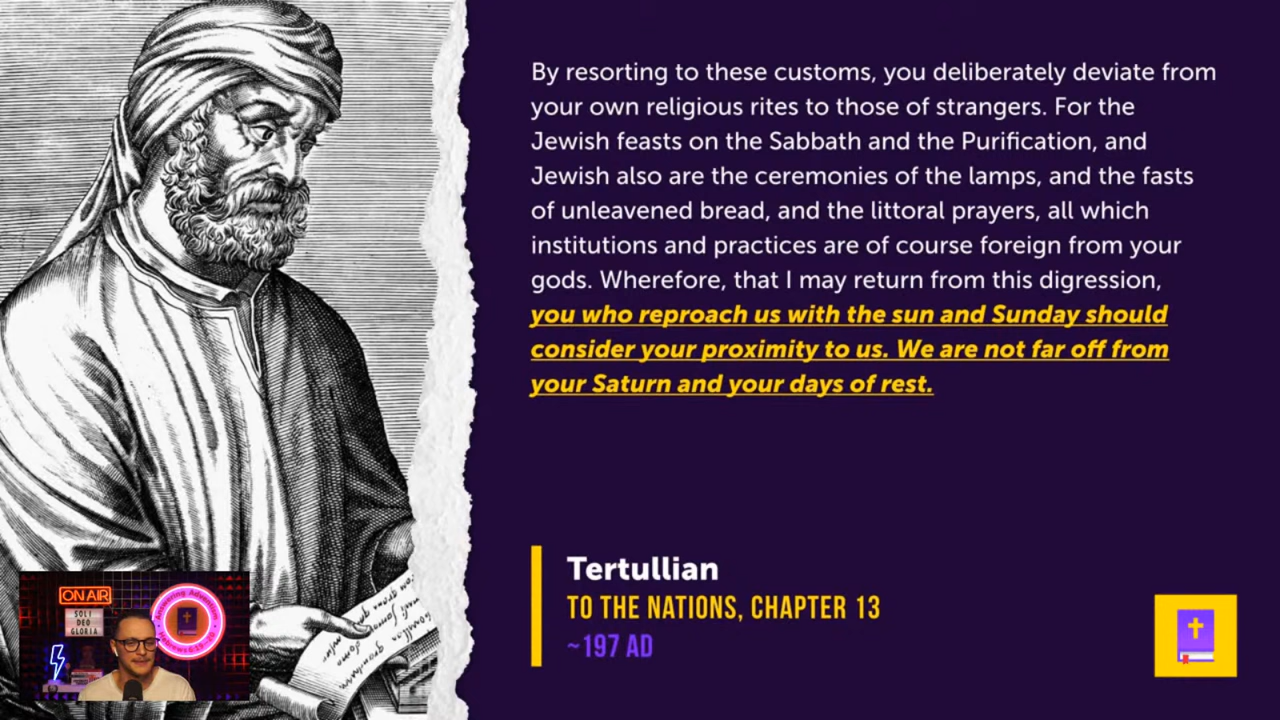 By resorting to these customs, you deliberately deviate from
your own religious rites to those of strangers. For the
Jewish feasts on the Sabbath and the Purification, and
Jewish also are the ceremonies of the lamps, and the fasts
of unleavened bread, and the littoral prayers, all which
institutions and practices are of course foreign from your
gods. Wherefore, that I may return from this digression,
you who reproach us with the sun and Sunday should
consider your proximity to us. We are not far off from
your Saturn and your days of rest.
Tertullian
TO THE NATIONS, CHAPTER 13
~197 AD
ON AIR
SOLI
DEO
GLORIA
Answering Adventism